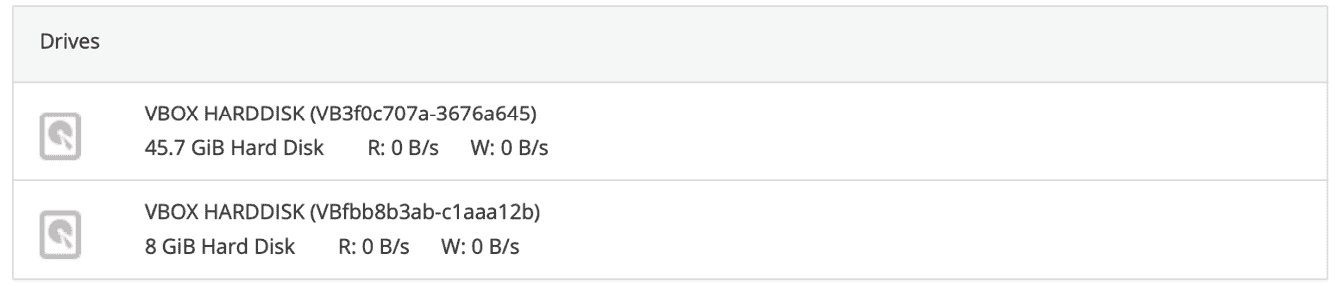 Drives
VBOX HARDDISK (VB3f0c707a-3676a645)
45.7 GiB Hard Disk R: 0 B/s W: 0 B/s
VBOX HARDDISK (VBfbb8b3ab-c1aaa12b)
8 GiB Hard Disk R: 0 B/s W: 0 B/s